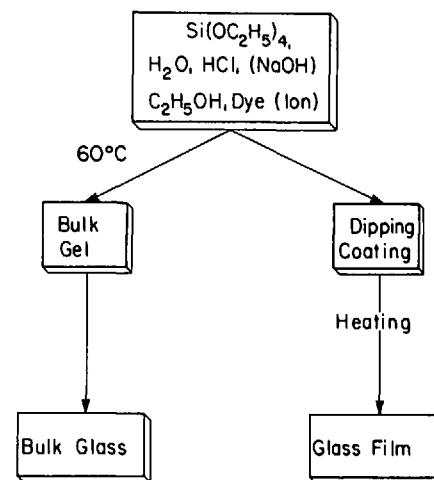 Si(OC₂H₅)₄,
H₂O, HCl, (NaOH)
C₂H₅OH, Dye (Ion)
60°C
Bulk
Gel
Dipping
Coating
Heating
Bulk Glass
Glass Film